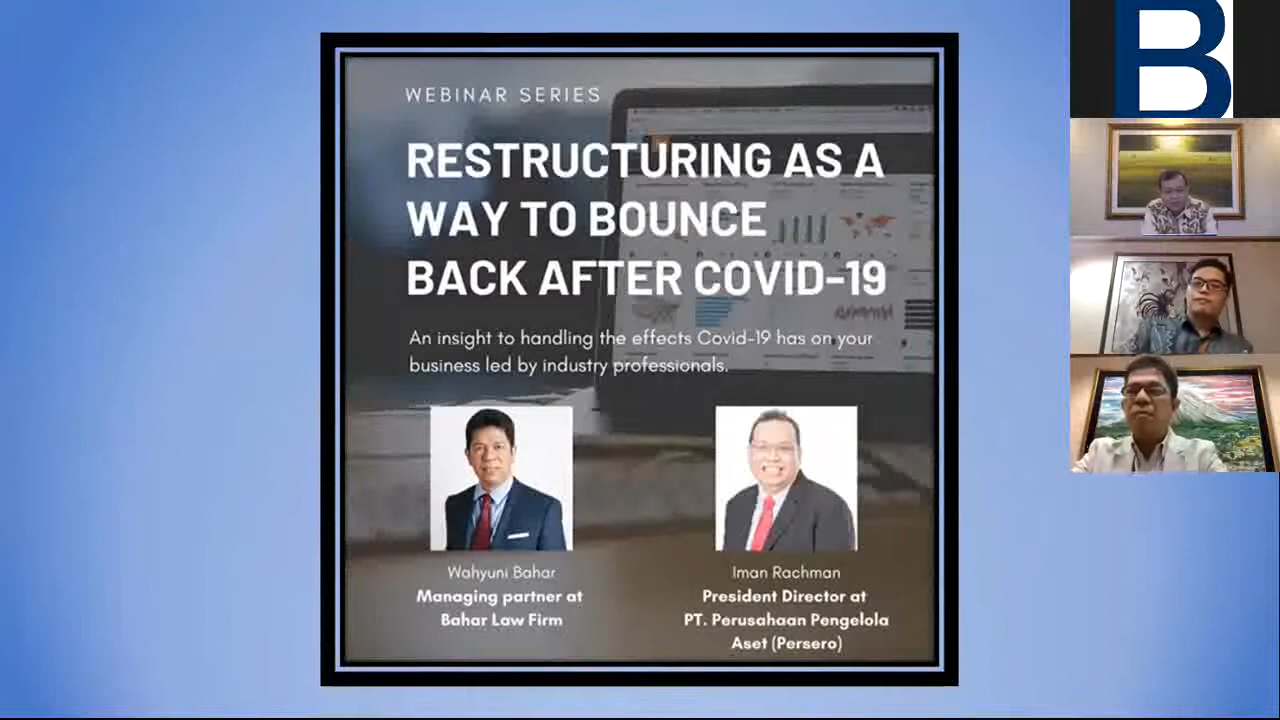 WEBINAR SERIES
RESTRUCTURING AS A
WAY TO BOUNCE
BACK AFTER COVID-19
An insight to handling the effects Covid-19 has on your
business led by industry professionals.
Wahyuni Bahar
Managing partner at
Bahar Law Firm
Iman Rachman
President Director at
PT. Perusahaan Pengelola
Aset (Persero)
B